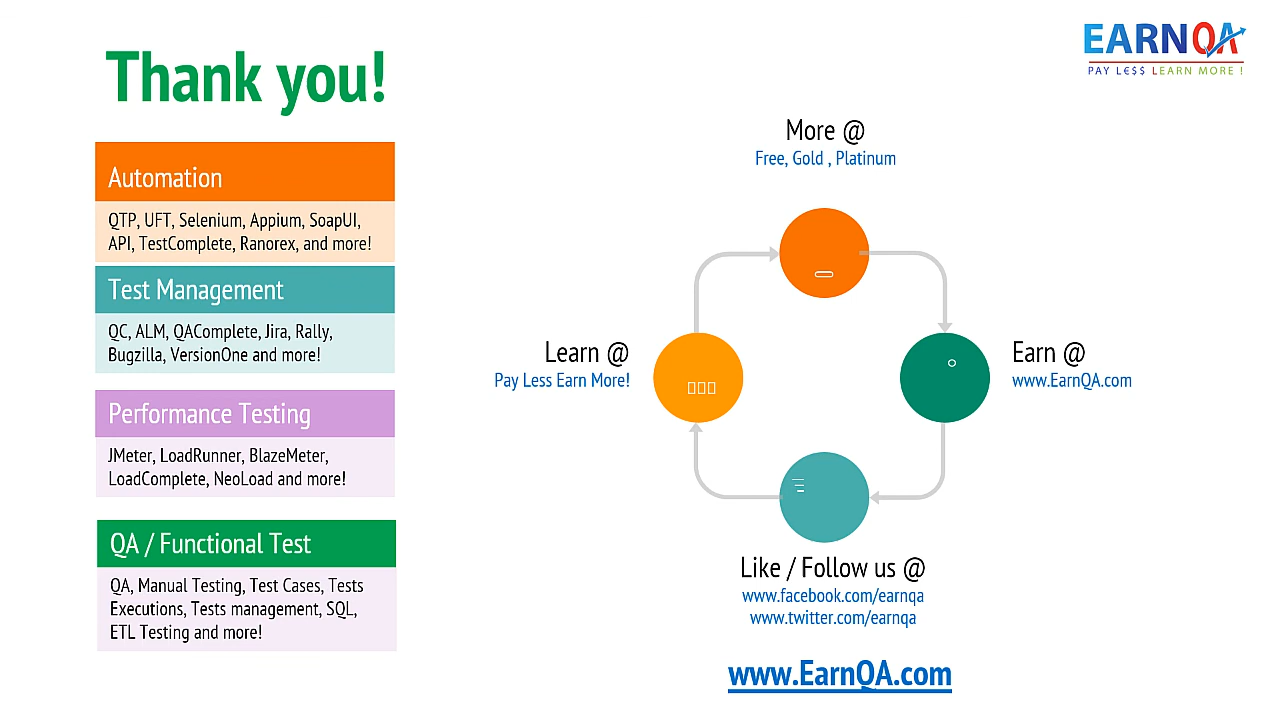 Thank you!
EARNQA
PAY LE$$ LEARN MORE !
Automation
QTP, UFT, Selenium, Appium, SoapUI,
API, TestComplete, Ranorex, and more!
Test Management
QC, ALM, QAComplete, Jira, Rally,
Bugzilla, VersionOne and more!
Performance Testing
JMeter, LoadRunner, BlazeMeter,
LoadComplete, NeoLoad and more!
QA / Functional Test
QA, Manual Testing, Test Cases, Tests
Executions, Tests management, SQL,
ETL Testing and more!
More @
Free, Gold , Platinum
Learn @
Pay Less Earn More!
Earn @
www.EarnQA.com
Like / Follow us @
www.facebook.com/earnqa
www.twitter.com/earnqa
www.EarnQA.com